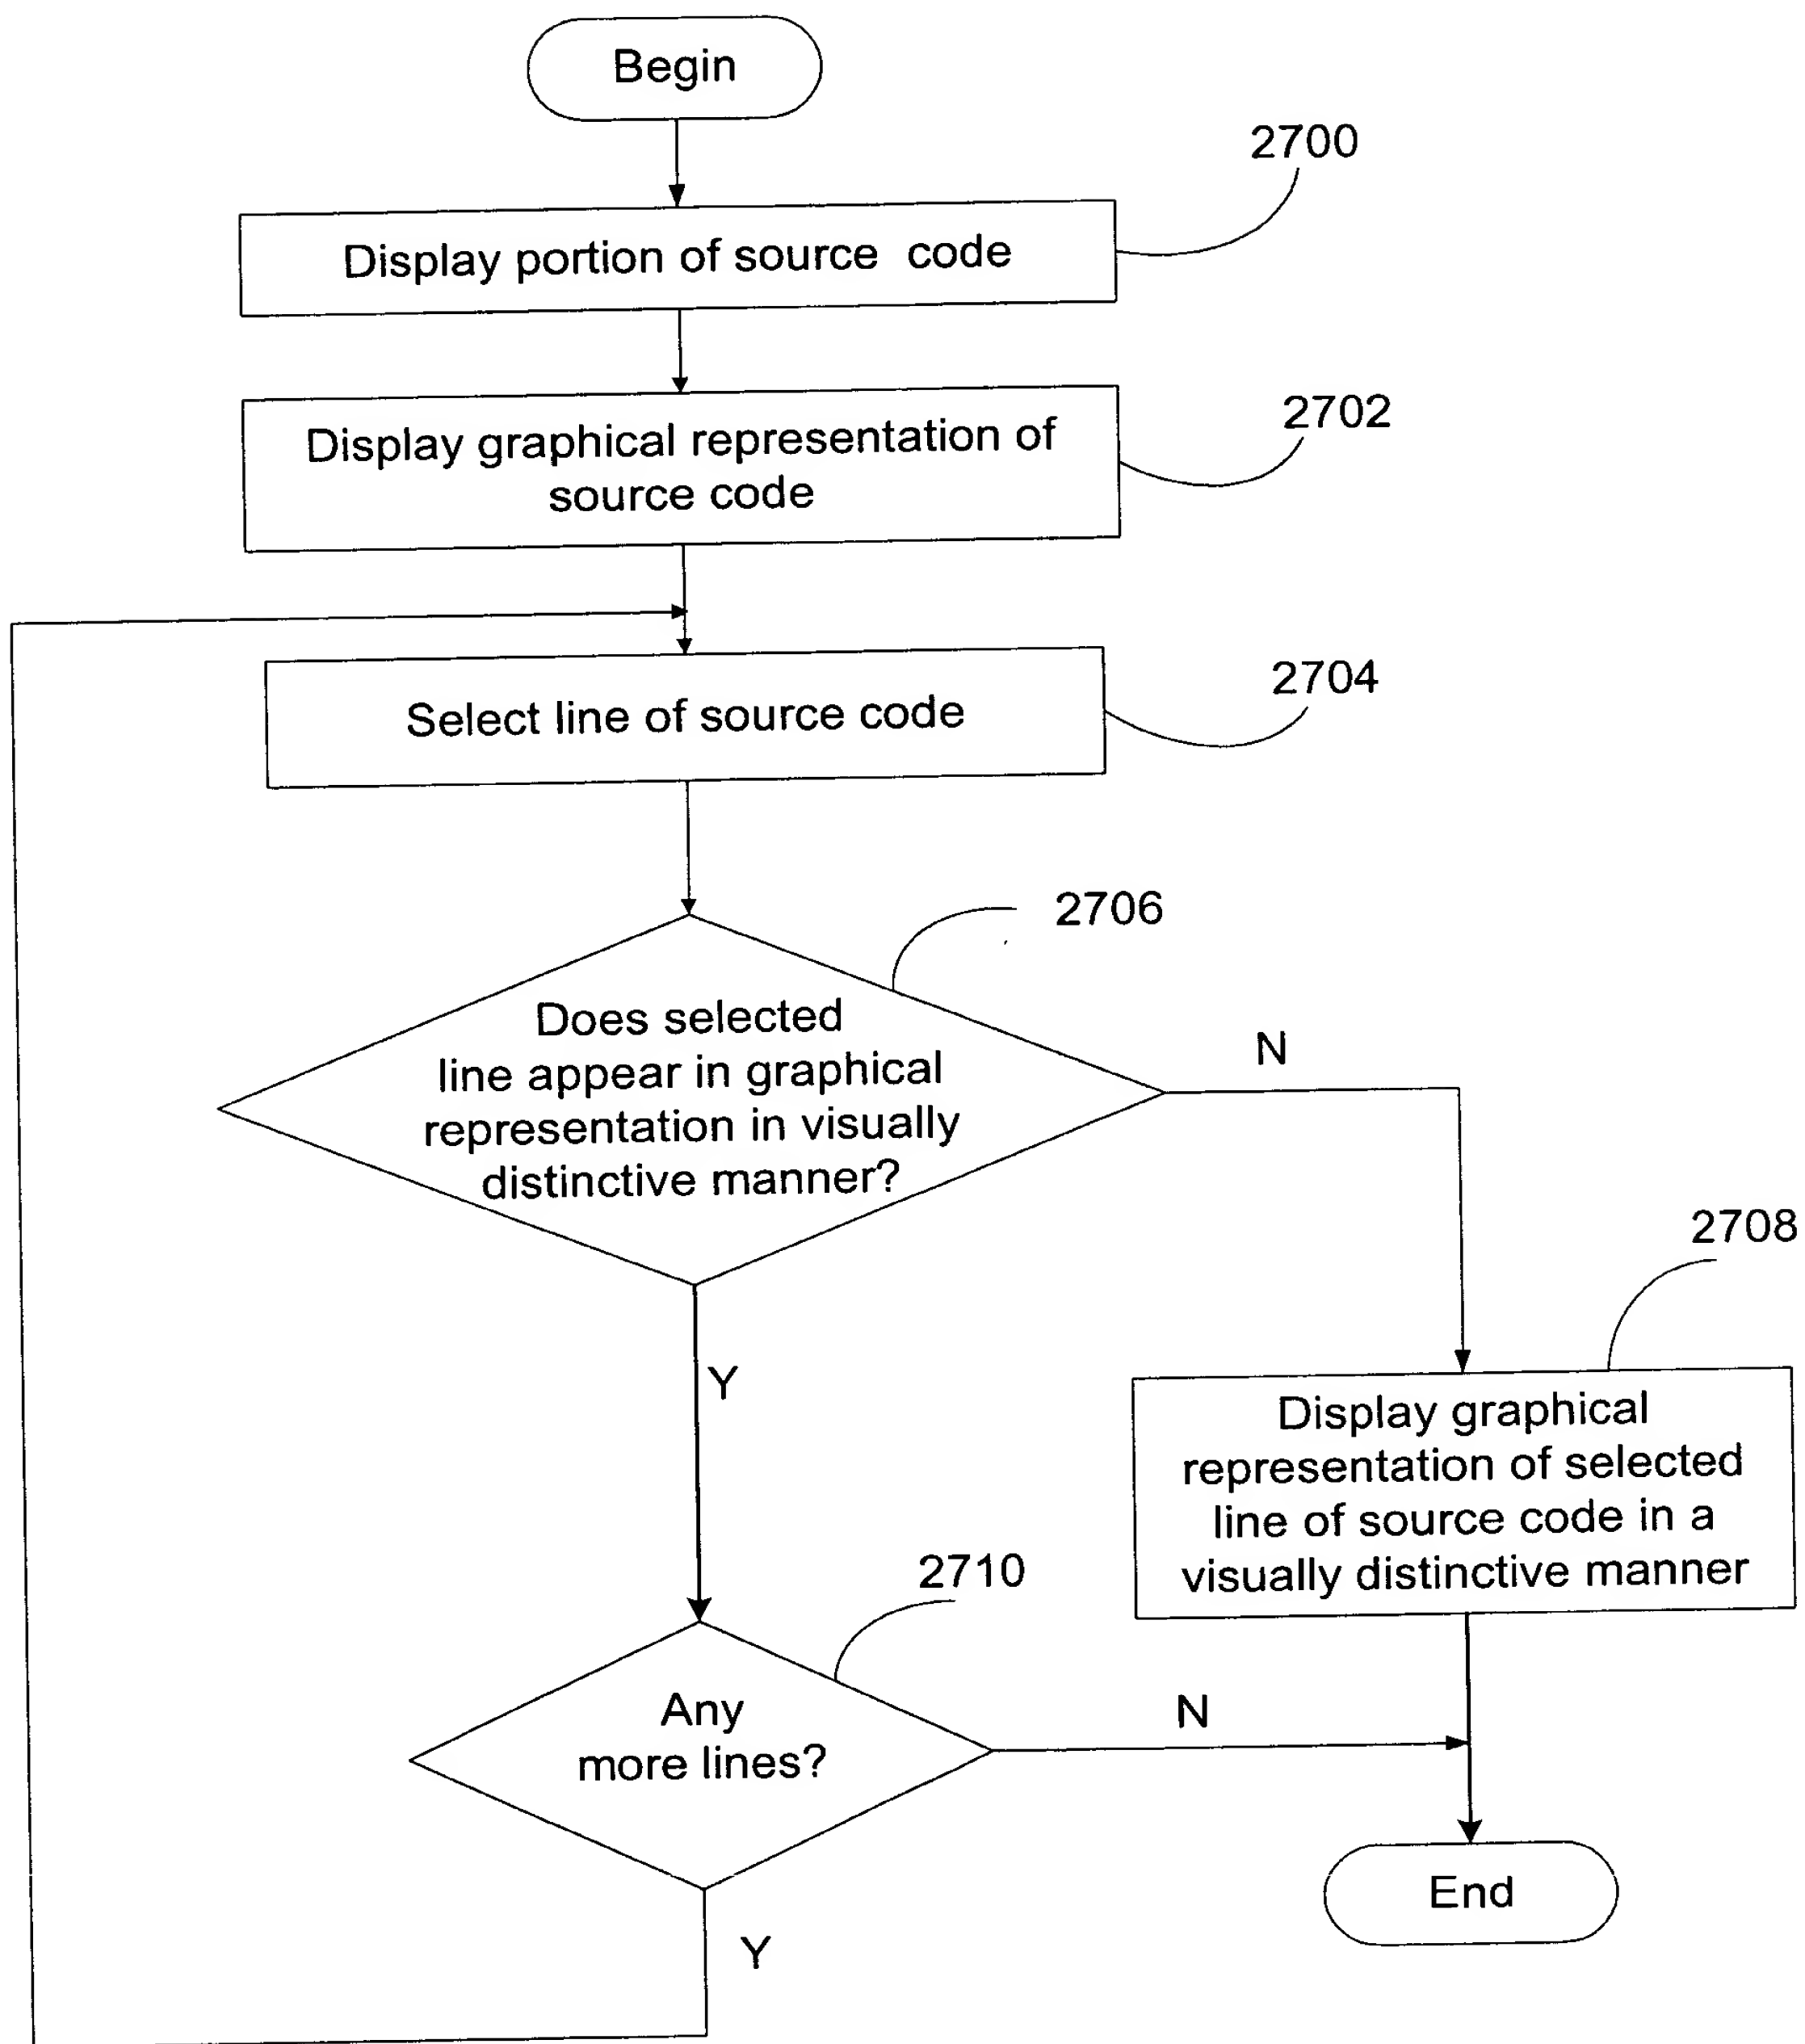 Begin
2700
Display portion of source code
2702
Display graphical representation of
source code
2704
Select line of source code
2706
Does selected
line appear in graphical
representation in visually
distinctive manner?
N
2708
Y
Display graphical
representation of selected
line of source code in a
visually distinctive manner
2710
Any
more lines?
N
End
Y